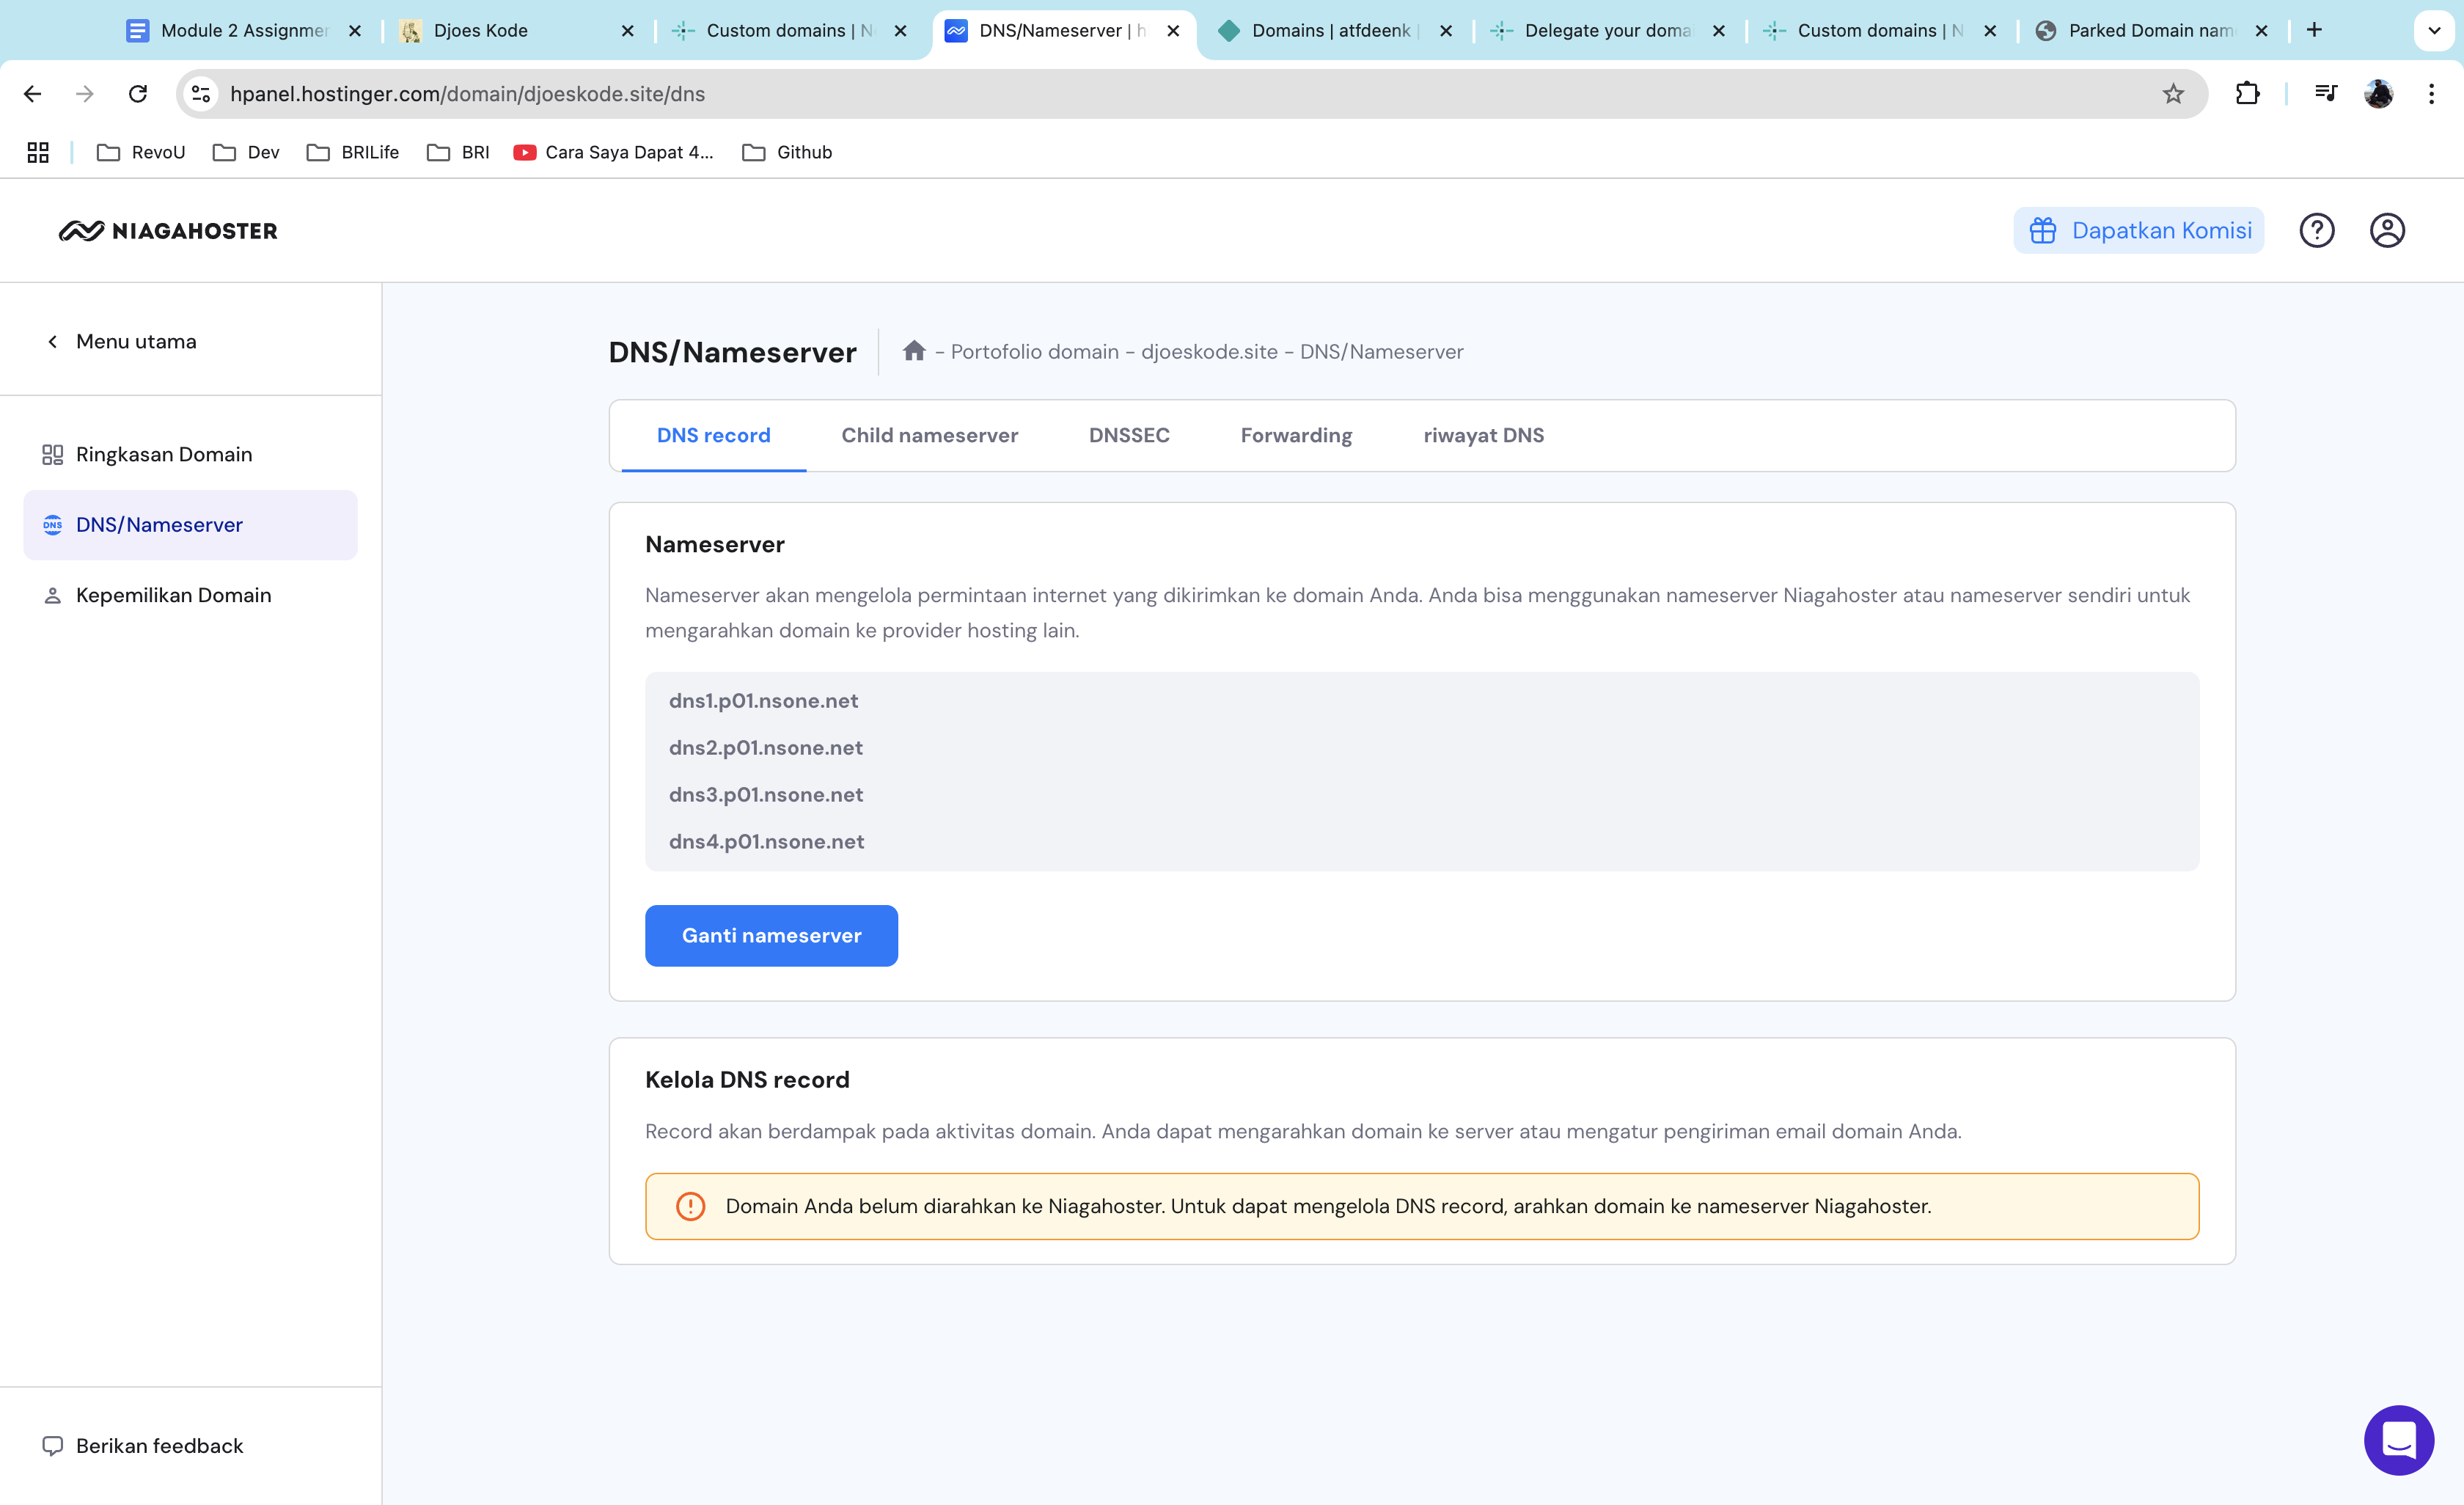 Module 2 Assignmen
Djoes Kode
Custom domains | N
DNS/Nameserver | h
Domains | atfdeenk |
Delegate your doma
Custom domains | N
Parked Domain nam
hpanel.hostinger.com/domain/djoeskode.site/dns
RevoU
Dev
BRILife
BRI
Cara Saya Dapat 4...
Github
NIAGAHOSTER
Dapatkan Komisi
Menu utama
Ringkasan Domain
DNS/Nameserver
Kepemilikan Domain
Berikan feedback
DNS/Nameserver
- Portofolio domain - djoeskode.site - DNS/Nameserver
DNS record
Child nameserver
DNSSEC
Forwarding
riwayat DNS
Nameserver
Nameserver akan mengelola permintaan internet yang dikirimkan ke domain Anda. Anda bisa menggunakan nameserver Niagahoster atau nameserver sendiri untuk
mengarahkan domain ke provider hosting lain.
dns1.p01.nsone.net
dns2.p01.nsone.net
dns3.p01.nsone.net
dns4.p01.nsone.net
Ganti nameserver
Kelola DNS record
Record akan berdampak pada aktivitas domain. Anda dapat mengarahkan domain ke server atau mengatur pengiriman email domain Anda.
Domain Anda belum diarahkan ke Niagahoster. Untuk dapat mengelola DNS record, arahkan domain ke nameserver Niagahoster.